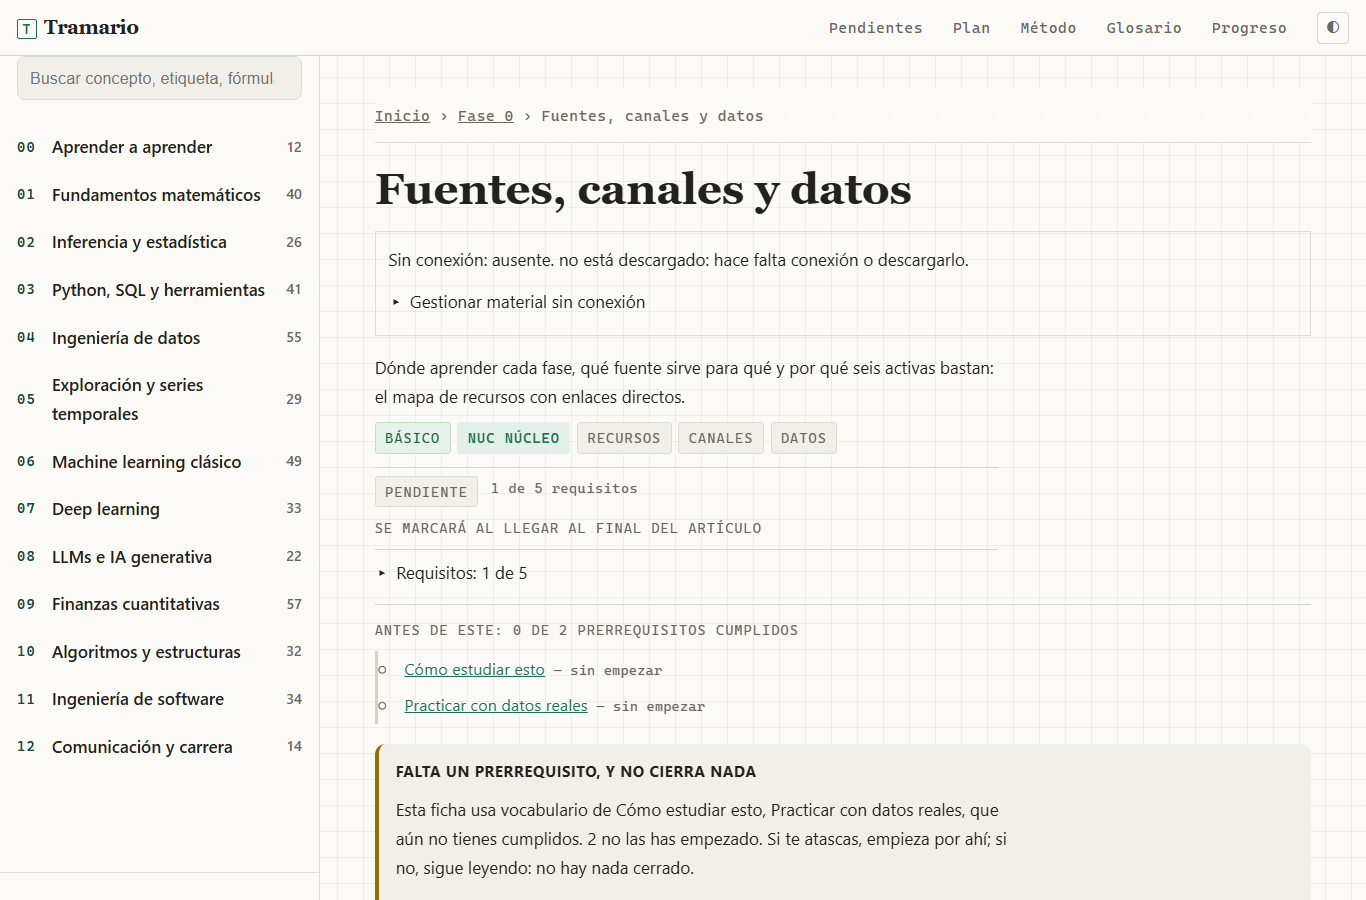 T Tramario
Pendientes Plan Método Glosario Progreso
Buscar concepto, etiqueta, fórmul
00 Aprender a aprender 12
01 Fundamentos matemáticos 40
02 Inferencia y estadística 26
03 Python, SQL y herramientas 41
04 Ingeniería de datos 55
05 Exploración y series
temporales 29
06 Machine learning clásico 49
07 Deep learning 33
08 LLMs e IA generativa 22
09 Finanzas cuantitativas 57
10 Algoritmos y estructuras 32
11 Ingeniería de software 34
12 Comunicación y carrera 14
Inicio › Fase 0 › Fuentes, canales y datos
Fuentes, canales y datos
Sin conexión: ausente. no está descargado: hace falta conexión o descargarlo.
‣ Gestionar material sin conexión
Dónde aprender cada fase, qué fuente sirve para qué y por qué seis activas bastan:
el mapa de recursos con enlaces directos.
BÁSICO NUC NÚCLEO RECURSOS CANALES DATOS
PENDIENTE 1 de 5 requisitos
SE MARCARÁ AL LLEGAR AL FINAL DEL ARTÍCULO
‣ Requisitos: 1 de 5
ANTES DE ESTE: 0 DE 2 PRERREQUISITOS CUMPLIDOS
Cómo estudiar esto — sin empezar
Practicar con datos reales — sin empezar
FALTA UN PRERREQUISITO, Y NO CIERRA NADA
Esta ficha usa vocabulario de Cómo estudiar esto, Practicar con datos reales, que
aún no tienes cumplidos. 2 no las has empezado. Si te atascas, empieza por ahí; si
no, sigue leyendo: no hay nada cerrado.